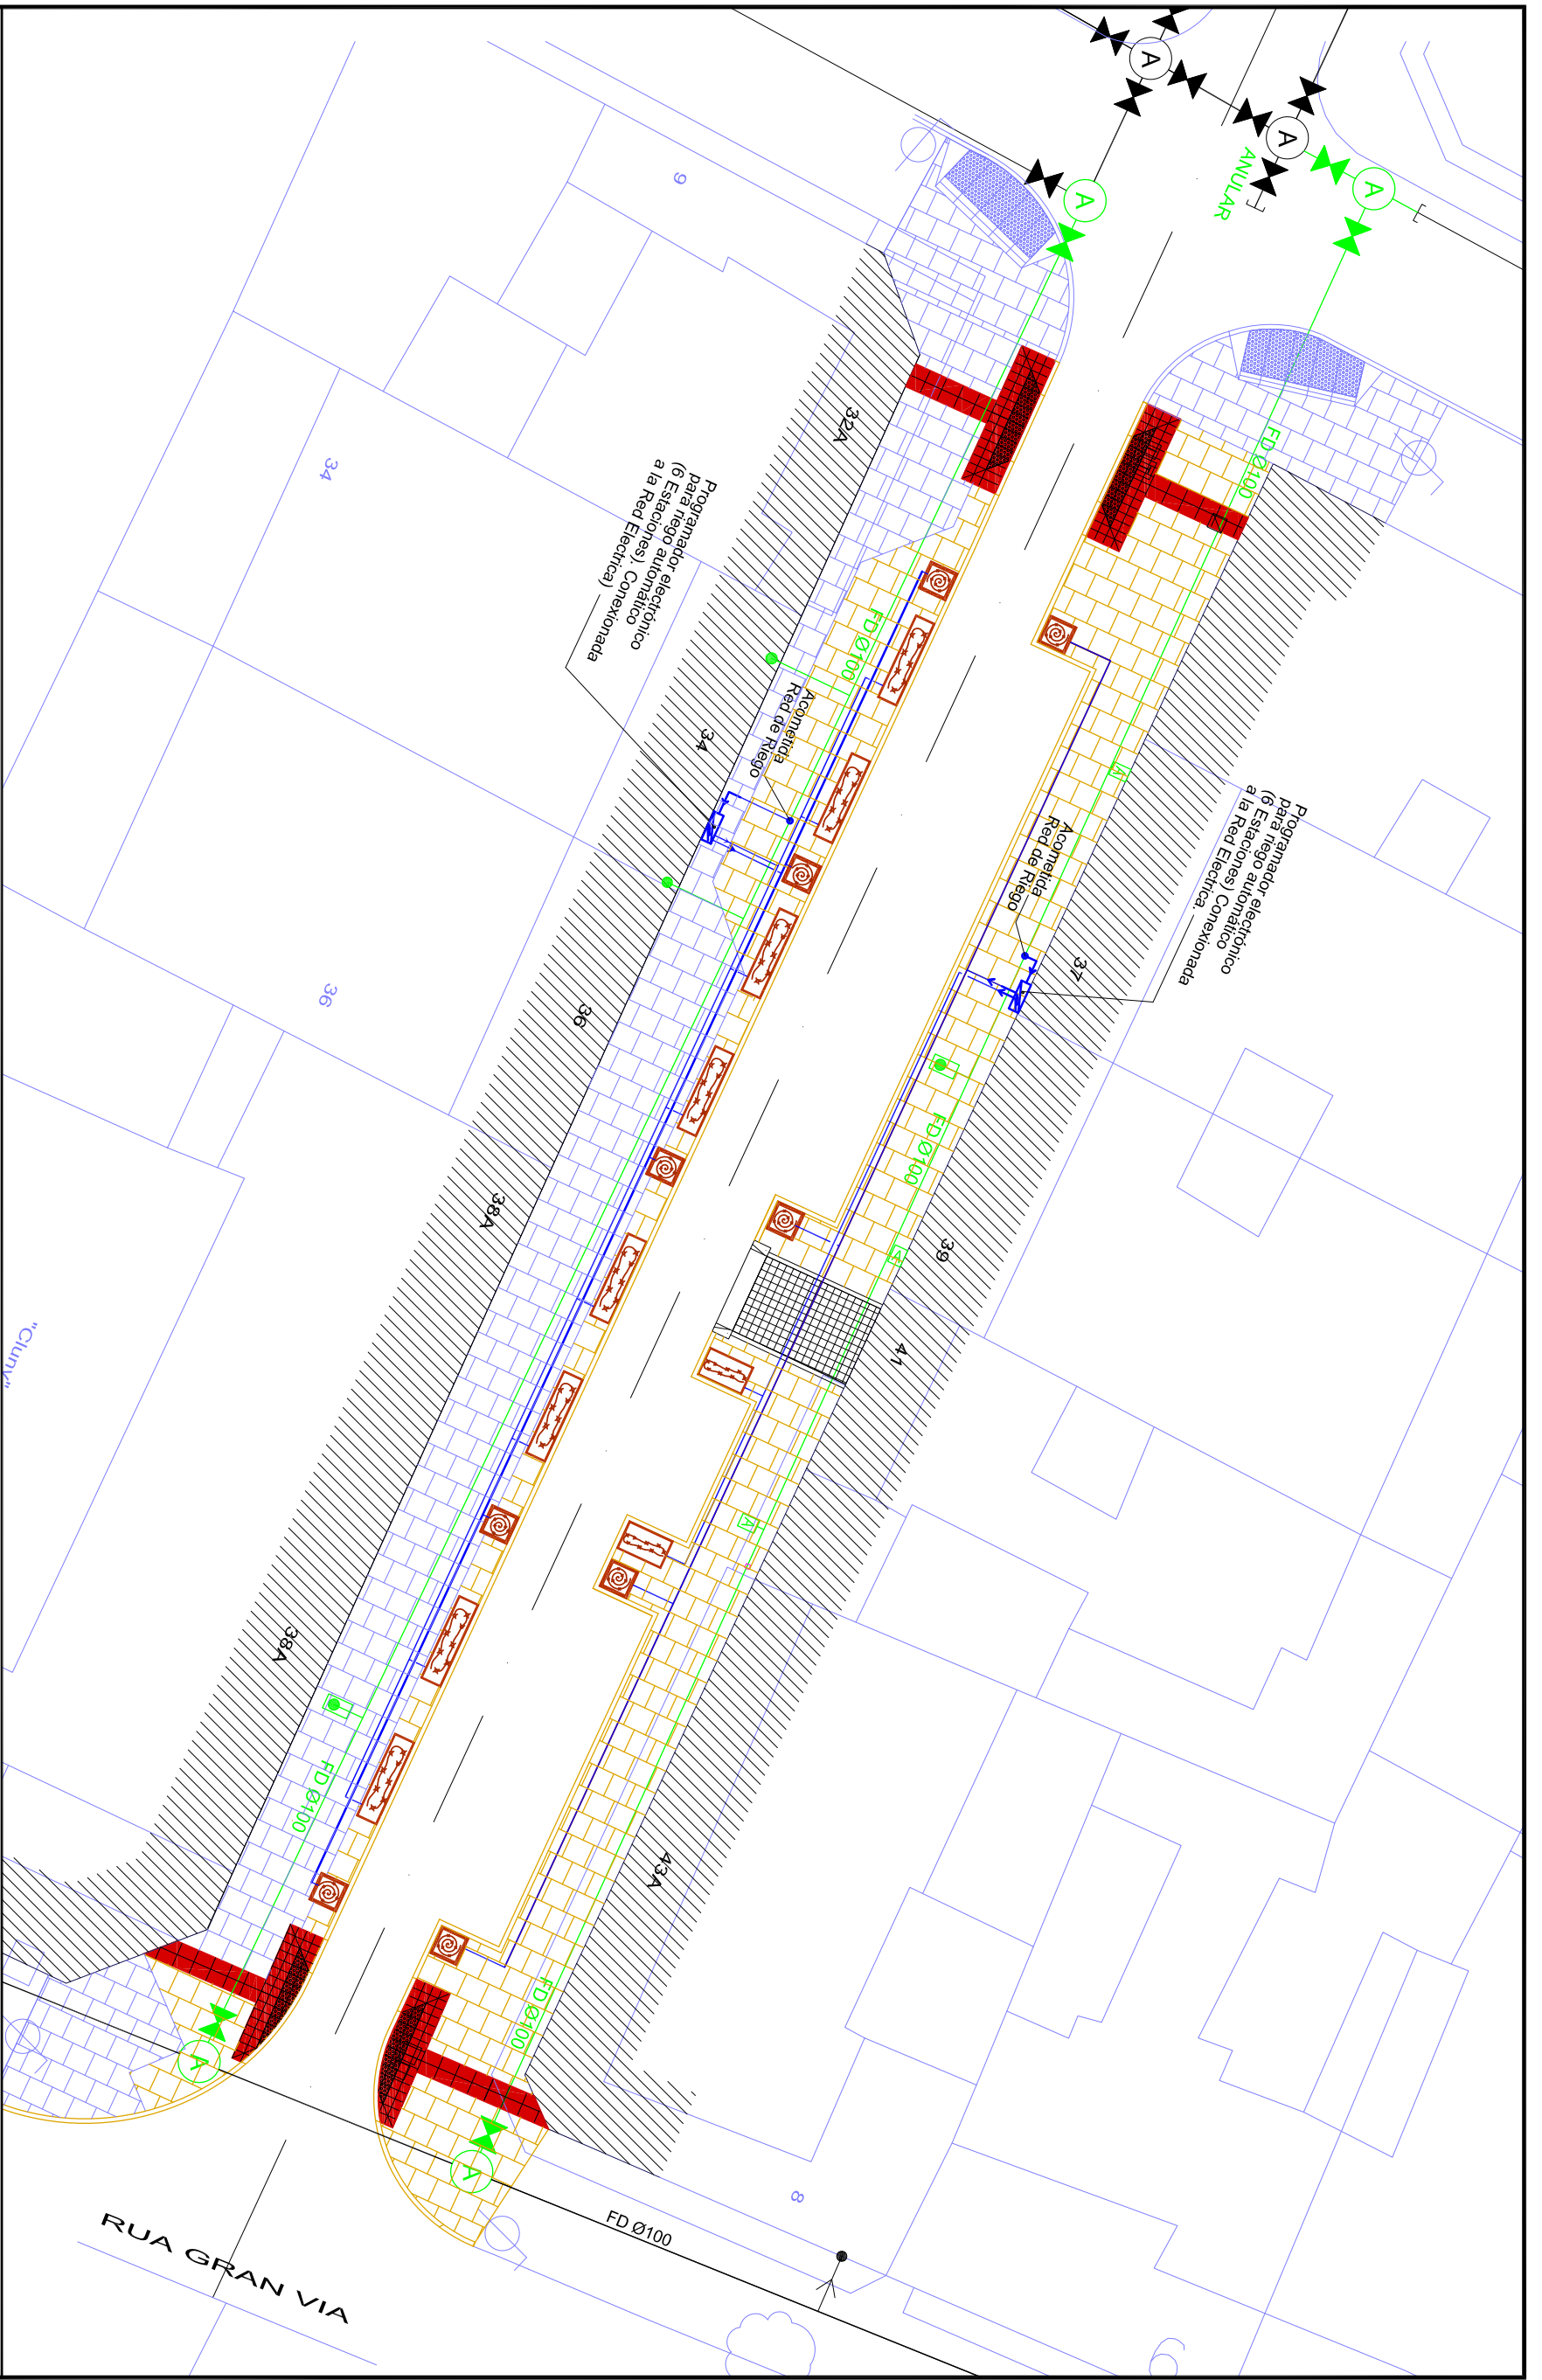 A
A
A
A
ANULAR
9
32A
FD Ø100
34
Programador electrónico
para riego automático
(6 Estaciones). Conexionada
a la Red Electrica)
FD Ø100
Acometida
Red de Riego
34
A
Programador electrónico
para riego automático
(6 Estaciones) Conexionada
a la Red Electrica.
Acometida
Red de Riego
37
36
36
FD Ø100
38A
39
A
41
"Cluny"
A
38A
FD Ø100
43A
FD Ø100
A
A
8
FD Ø100
RUA GRAN VIA
6